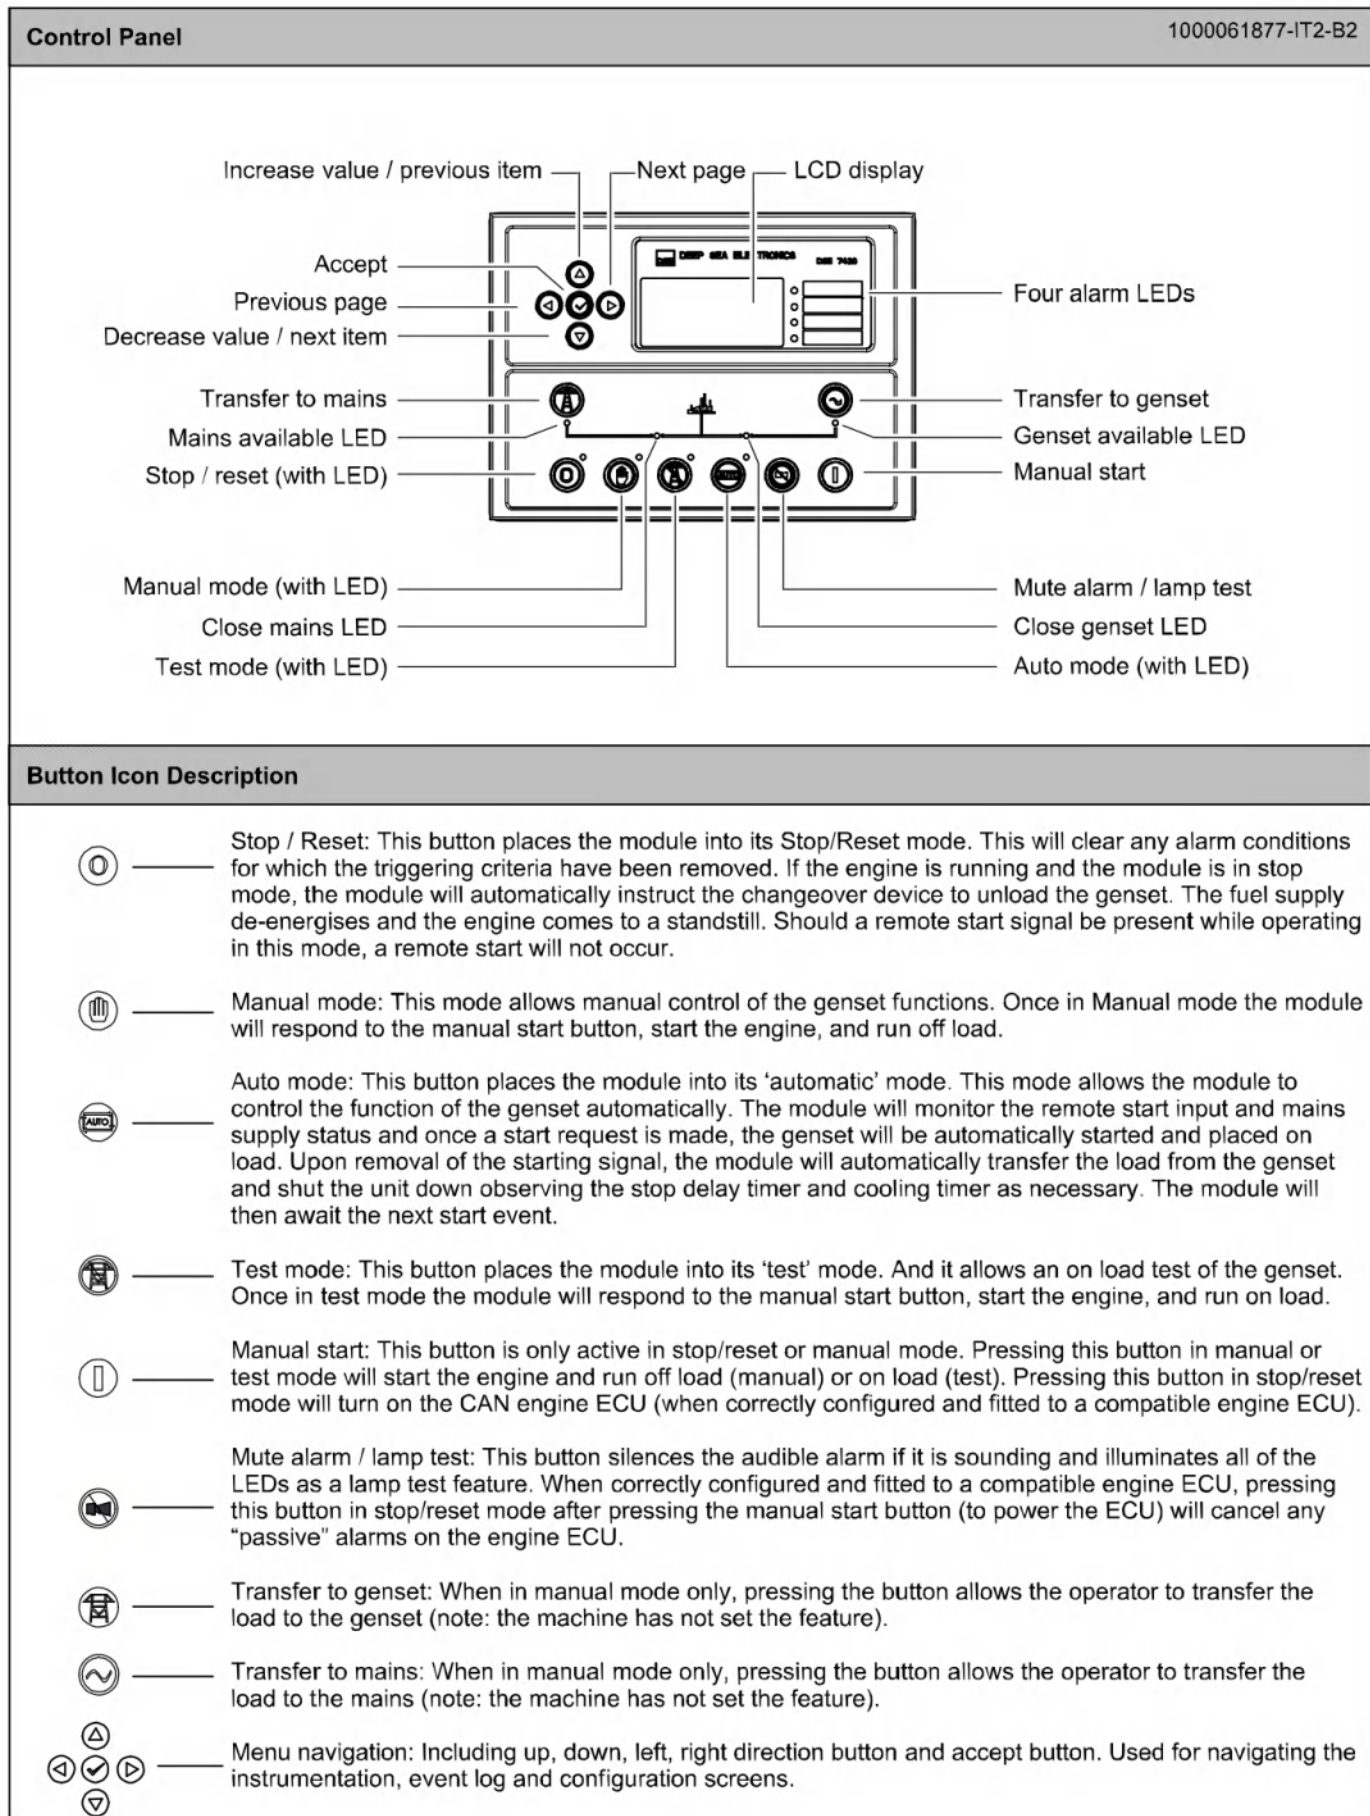 Control Panel
1000061877-IT2-B2
Increase value / previous item
Next page
LCD display
DEEP SEA ELECTRONICS
DSE 7420
Accept
Previous page
Decrease value / next item
Four alarm LEDs
Transfer to mains
Mains available LED
Stop / reset (with LED)
Transfer to genset
Genset available LED
Manual start
AUTO
Manual mode (with LED)
Close mains LED
Test mode (with LED)
Mute alarm / lamp test
Close genset LED
Auto mode (with LED)
Button Icon Description
Stop / Reset: This button places the module into its Stop/Reset mode. This will clear any alarm conditions
for which the triggering criteria have been removed. If the engine is running and the module is in stop
mode, the module will automatically instruct the changeover device to unload the genset. The fuel supply
de-energises and the engine comes to a standstill. Should a remote start signal be present while operating
in this mode, a remote start will not occur.
Manual mode: This mode allows manual control of the genset functions. Once in Manual mode the module
will respond to the manual start button, start the engine, and run off load.
AUTO
Auto mode: This button places the module into its ‘automatic’ mode. This mode allows the module to
control the function of the genset automatically. The module will monitor the remote start input and mains
supply status and once a start request is made, the genset will be automatically started and placed on
load. Upon removal of the starting signal, the module will automatically transfer the load from the genset
and shut the unit down observing the stop delay timer and cooling timer as necessary. The module will
then await the next start event.
Test mode: This button places the module into its ‘test’ mode. And it allows an on load test of the genset.
Once in test mode the module will respond to the manual start button, start the engine, and run on load.
Manual start: This button is only active in stop/reset or manual mode. Pressing this button in manual or
test mode will start the engine and run off load (manual) or on load (test). Pressing this button in stop/reset
mode will turn on the CAN engine ECU (when correctly configured and fitted to a compatible engine ECU).
Mute alarm / lamp test: This button silences the audible alarm if it is sounding and illuminates all of the
LEDs as a lamp test feature. When correctly configured and fitted to a compatible engine ECU, pressing
this button in stop/reset mode after pressing the manual start button (to power the ECU) will cancel any
“passive” alarms on the engine ECU.
Transfer to genset: When in manual mode only, pressing the button allows the operator to transfer the
load to the genset (note: the machine has not set the feature).
Transfer to mains: When in manual mode only, pressing the button allows the operator to transfer the
load to the mains (note: the machine has not set the feature).
Menu navigation: Including up, down, left, right direction button and accept button. Used for navigating the
instrumentation, event log and configuration screens.